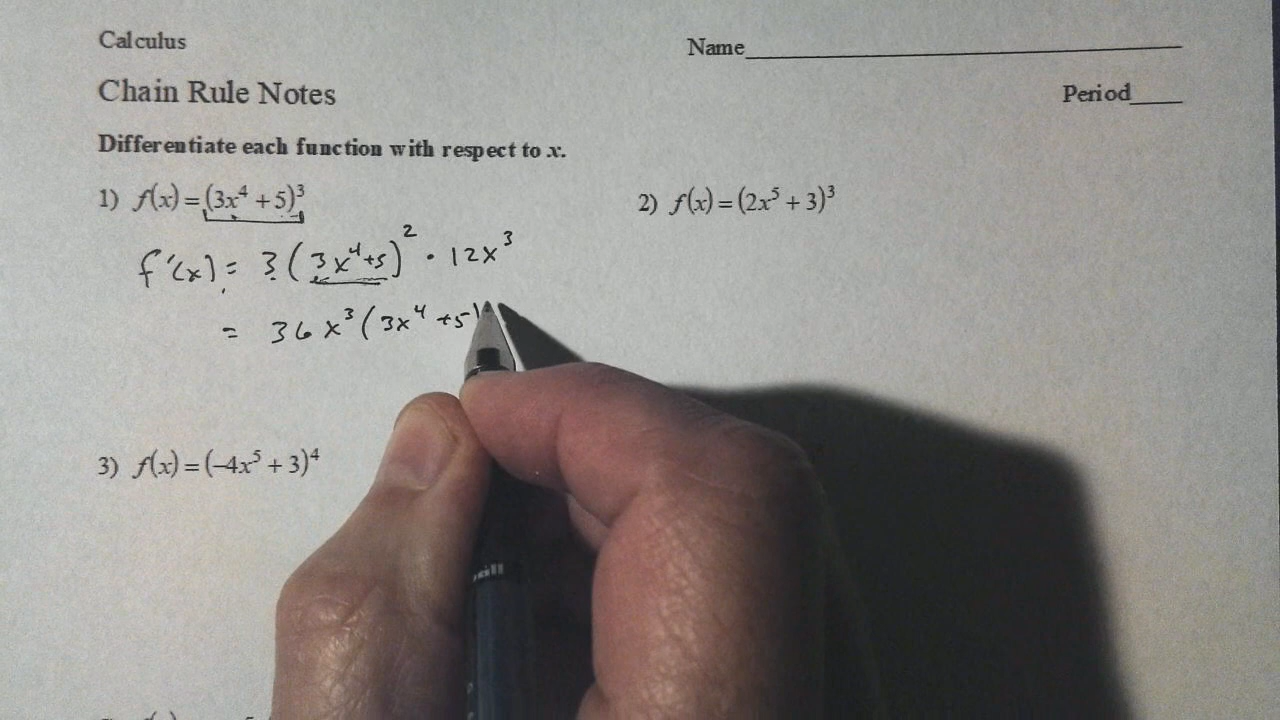 Calculus
Name
Chain Rule Notes
Period
Differentiate each function with respect to x.
1) f(x) = (3x⁴ + 5)³
2) f(x) = (2x⁵ + 3)³
f'(x) = 3(3x⁴+5)² · 12x³
= 36x³(3x⁴ +5)
3) f(x) = (–4x⁵ + 3)⁴